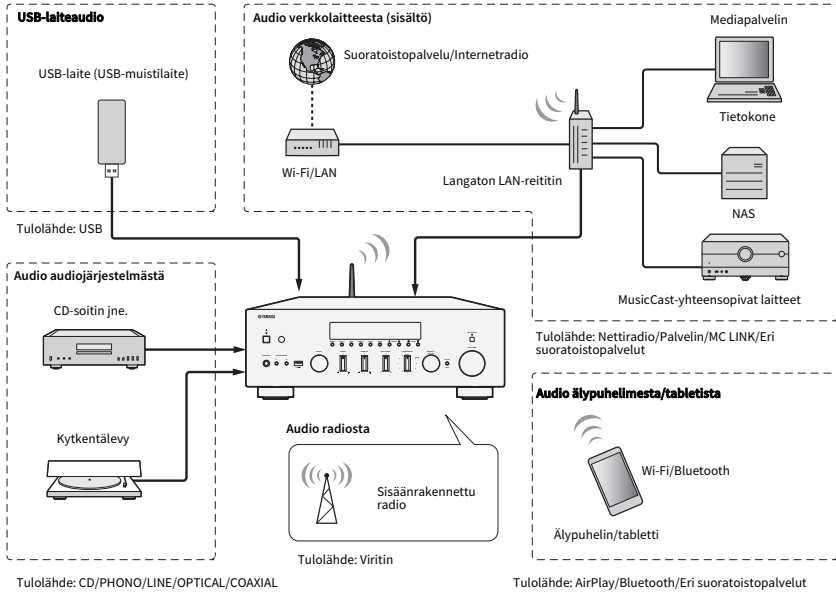 USB-laiteaudio
USB-laite (USB-muistilaite)
Tulolähde: USB
Audio verkkolaitteesta (sisältö)
Suoratoistopalvelu/Internetradio
Wi-Fi/LAN
Langaton LAN-reititin
Mediapalvelin
Tietokone
NAS
MusicCast-yhteensopivat laitteet
Tulolähde: Nettiradio/Palvelin/MC LINK/Eri
suoratoistopalvelut
Audio audiojärjestelmästä
CD-soitin jne.
Kytkentälevy
Tulolähde: CD/PHONO/LINE/OPTICAL/COAXIAL
YAMAHA
Audio radiosta
Sisäänrakennettu
radio
Tulolähde: Viritin
Audio älypuhelimesta/tabletista
Wi-Fi/Bluetooth
Älypuhelin/tabletti
Tulolähde: AirPlay/Bluetooth/Eri suoratoistopalvelut